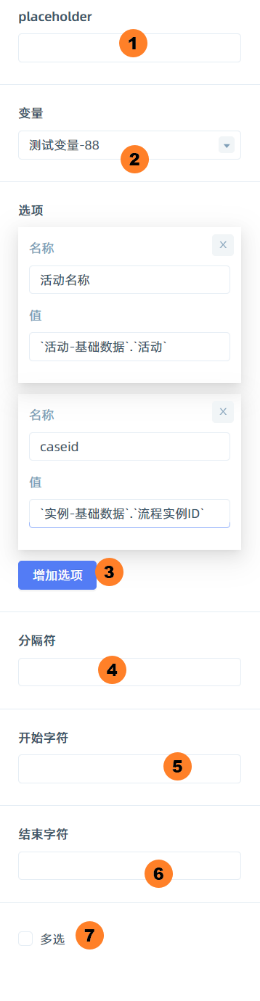 placeholder
1
变量
测试变量-88
2
选项
名称
X
活动名称
值
`活动-基础数据`.`活动`
名称
X
caseid
值
`实例-基础数据`.`流程实例ID`
增加选项
3
分隔符
4
开始字符
5
结束字符
6
多选
7